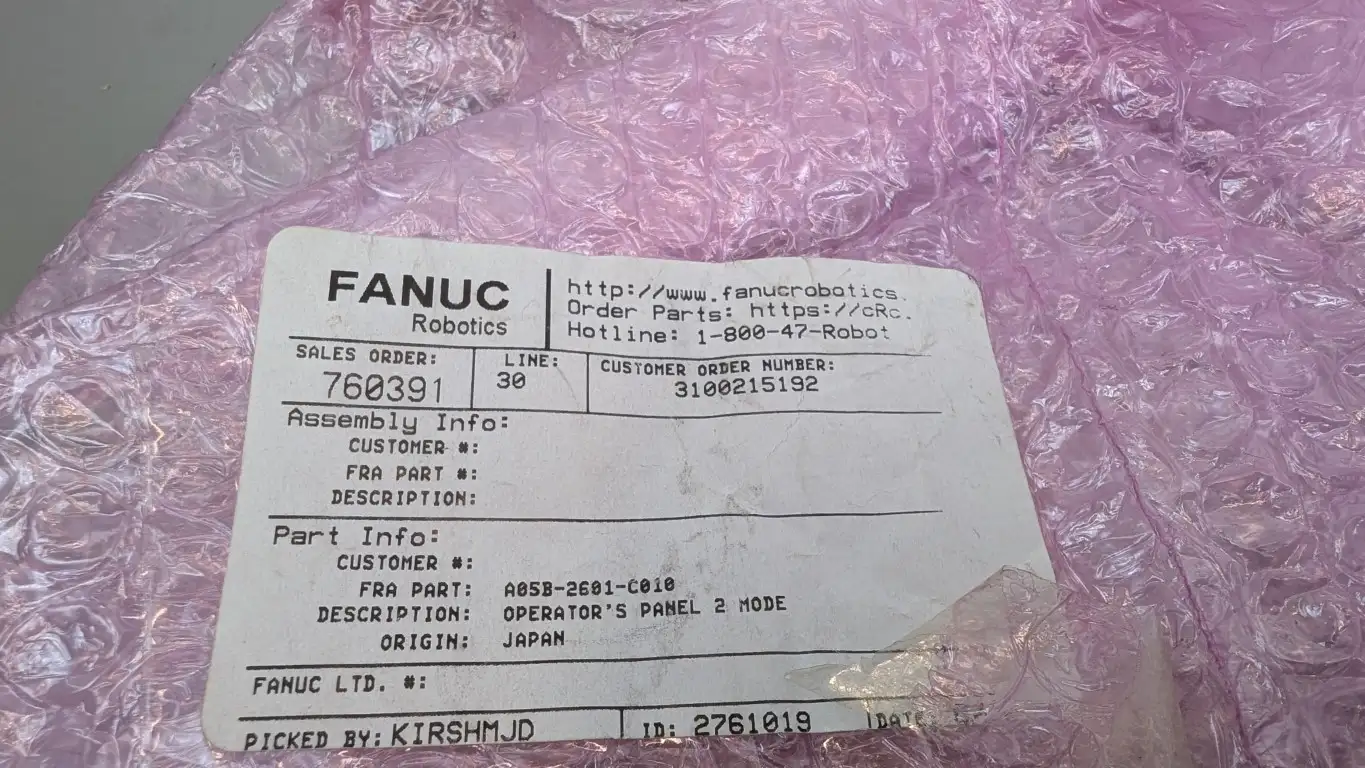 FANUC
Robotics
http://www.fanucrobotics.
Order Parts: https://cRc.
Hotline: 1-800-47-Robot
SALES ORDER:
760391
LINE:
30
CUSTOMER ORDER NUMBER:
3100215192
Assembly Info:
CUSTOMER #:
FRA PART #:
DESCRIPTION:
Part Info:
CUSTOMER #:
FRA PART: A05B-2601-C010
DESCRIPTION: OPERATOR'S PANEL 2 MODE
ORIGIN: JAPAN
FANUC LTD. #:
PICKED BY: KIRSHMJD
ID: 2761019